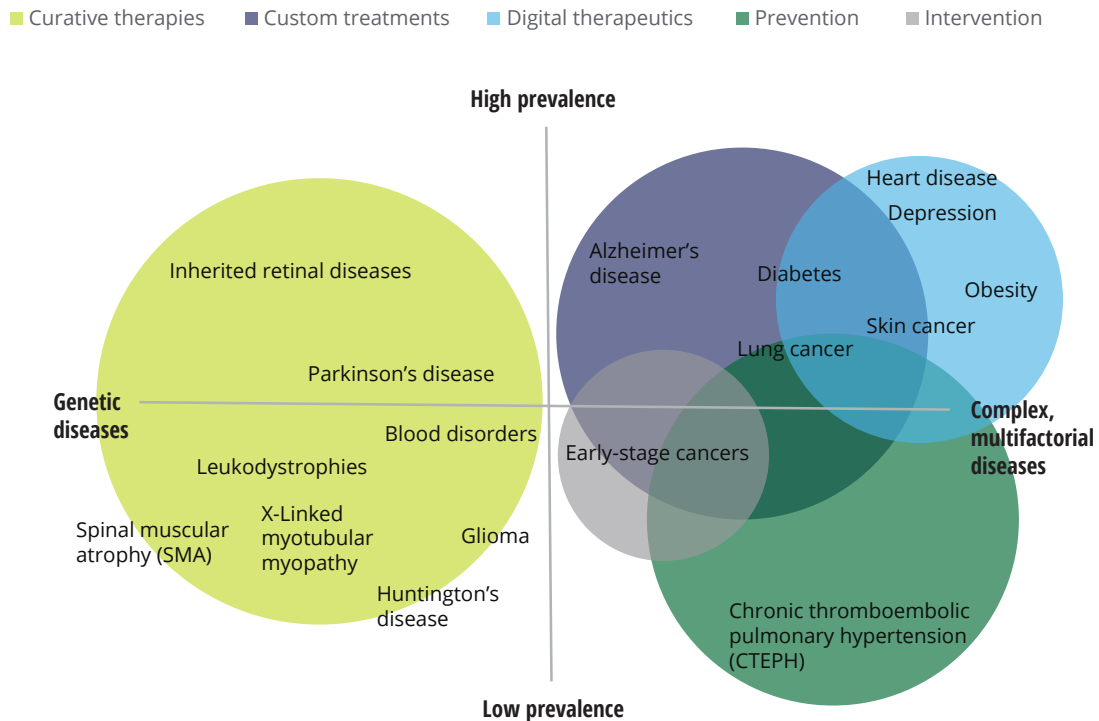 Curative therapies
Custom treatments
Digital therapeutics
Prevention
Intervention
High prevalence
Heart disease
Depression
Alzheimer’s
disease
Inherited retinal diseases
Diabetes
Obesity
Skin cancer
Lung cancer
Parkinson’s disease
Genetic
diseases
Complex,
multifactorial
diseases
Blood disorders
Early-stage cancers
Leukodystrophies
Spinal muscular
atrophy (SMA)
X-Linked
myotubular
myopathy
Glioma
Huntington’s
disease
Chronic thromboembolic
pulmonary hypertension
(CTEPH)
Low prevalence